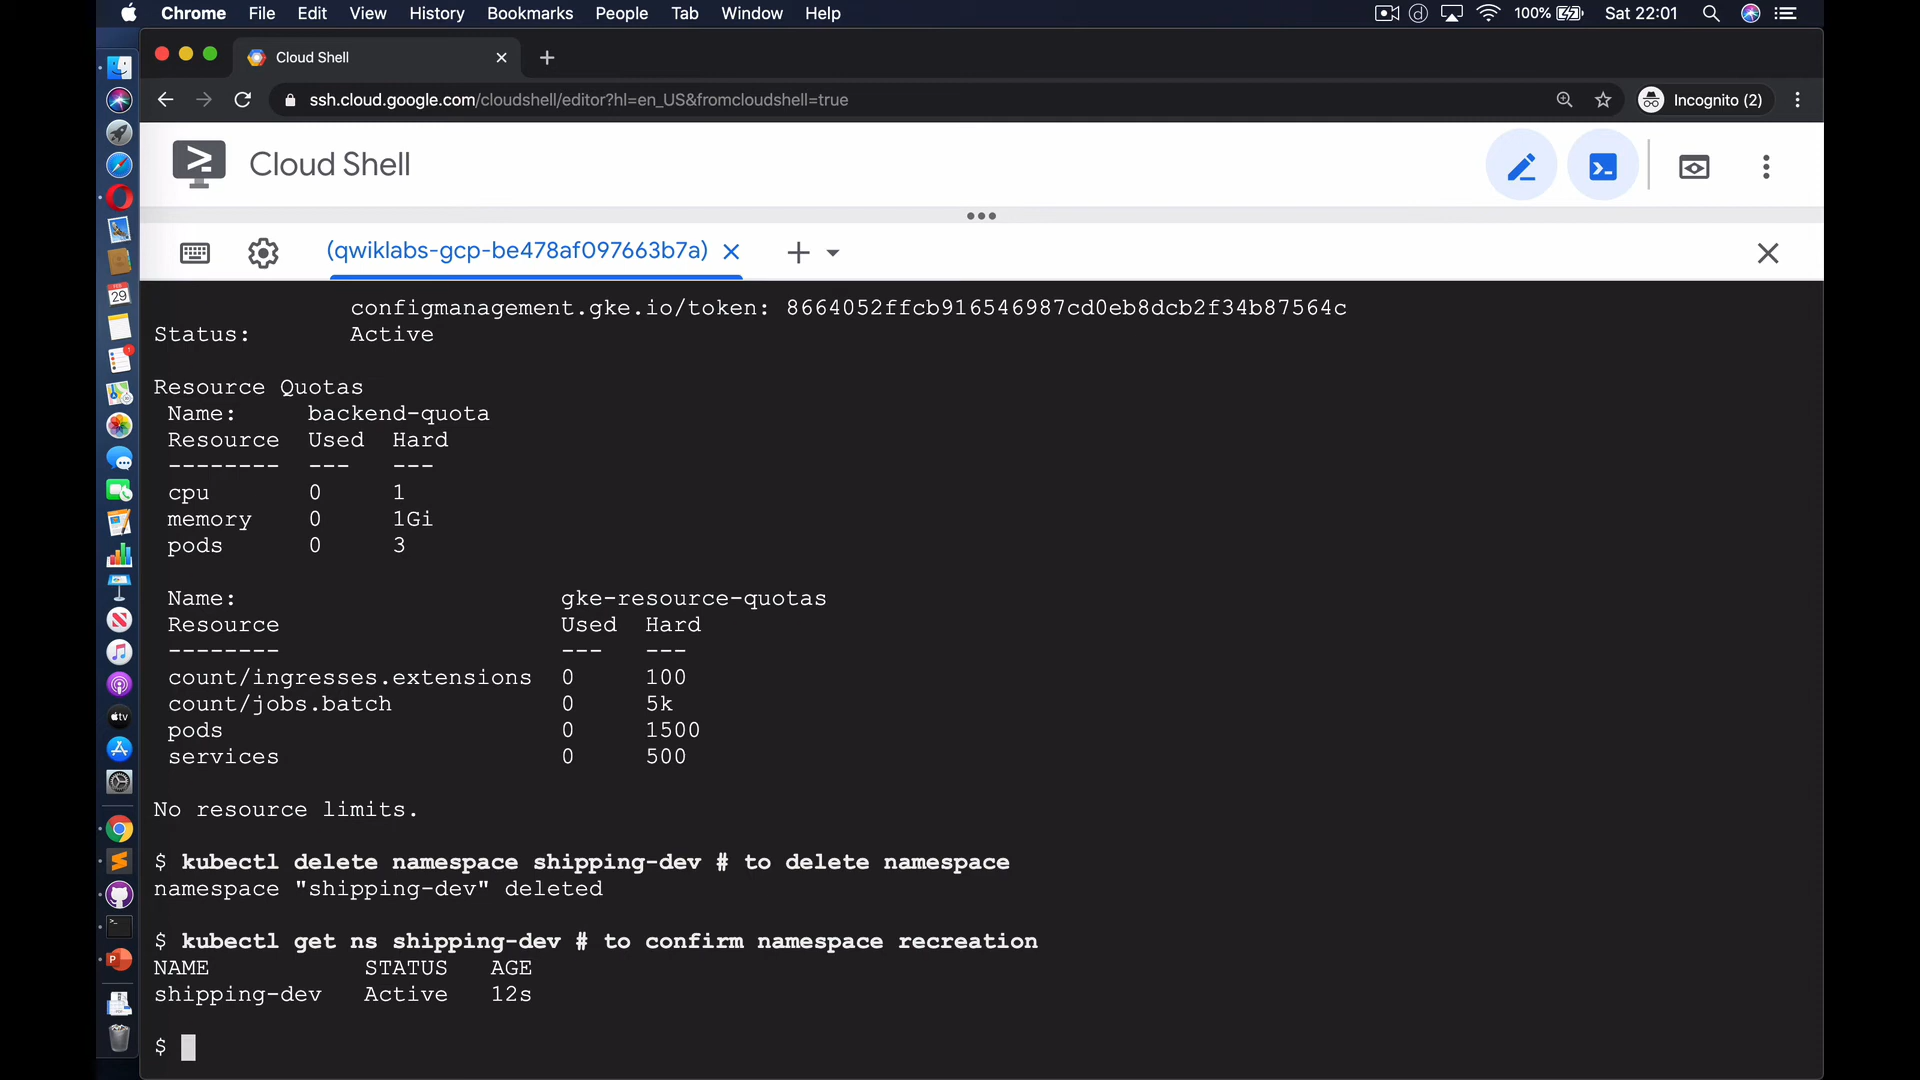 Chrome File Edit View History Bookmarks People Tab Window Help
100% Sat 22:01
Cloud Shell
ssh.cloud.google.com/cloudshell/editor?hl=en_US&fromcloudshell=true
Incognito (2)
Cloud Shell
(qwiklabs-gcp-be478af097663b7a)
configmanagement.gke.io/token: 8664052ffcb916546987cd0eb8dcb2f34b87564c
Status: Active
Resource Quotas
Name: backend-quota
Resource Used Hard
-------- --- ---
cpu 0 1
memory 0 1Gi
pods 0 3
Name: gke-resource-quotas
Resource Used Hard
-------- --- ---
count/ingresses.extensions 0 100
count/jobs.batch 0 5k
pods 0 1500
services 0 500
No resource limits.
$ kubectl delete namespace shipping-dev # to delete namespace
namespace "shipping-dev" deleted
$ kubectl get ns shipping-dev # to confirm namespace recreation
NAME STATUS AGE
shipping-dev Active 12s
$
29
1
tv